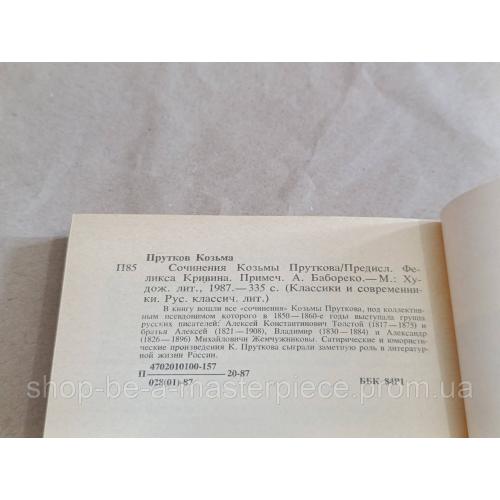 Прутков Козьма
П85 Сочинения Козьмы Пруткова/Предисл. Фе-
ликса Кривина. Примеч. А. Бабореко.—М.: Ху-
дож. лит., 1987.—335 с. (Классики и современни-
ки. Рус. классич. лит.)
В книгу вошли все «сочинения» Козьмы Пруткова, под коллектив-
ным псевдонимом которого в 1850—1860-е годы выступала группа
русских писателей: Алексей Константинович Толстой (1817—1875) и
братья Алексей (1821—1908), Владимир (1830—1884) и Александр
(1826—1896) Михайловичи Жемчужниковы. Сатирические и юмористи-
ческие произведения К. Пруткова сыграли заметную роль в литератур-
ной жизни России.
П 4702010100-157 20-87
028(01)-87
ББК 84Р1
shop-be-a-masterpiece.prom.ua